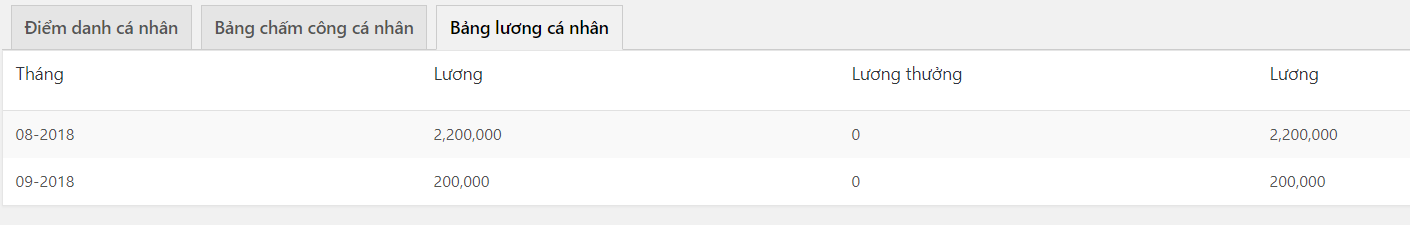 Điểm danh cá nhân Bảng chấm công cá nhân Bảng lương cá nhân
Tháng Lương Lương thưởng Lương
08-2018 2,200,000 0 2,200,000
09-2018 200,000 0 200,000